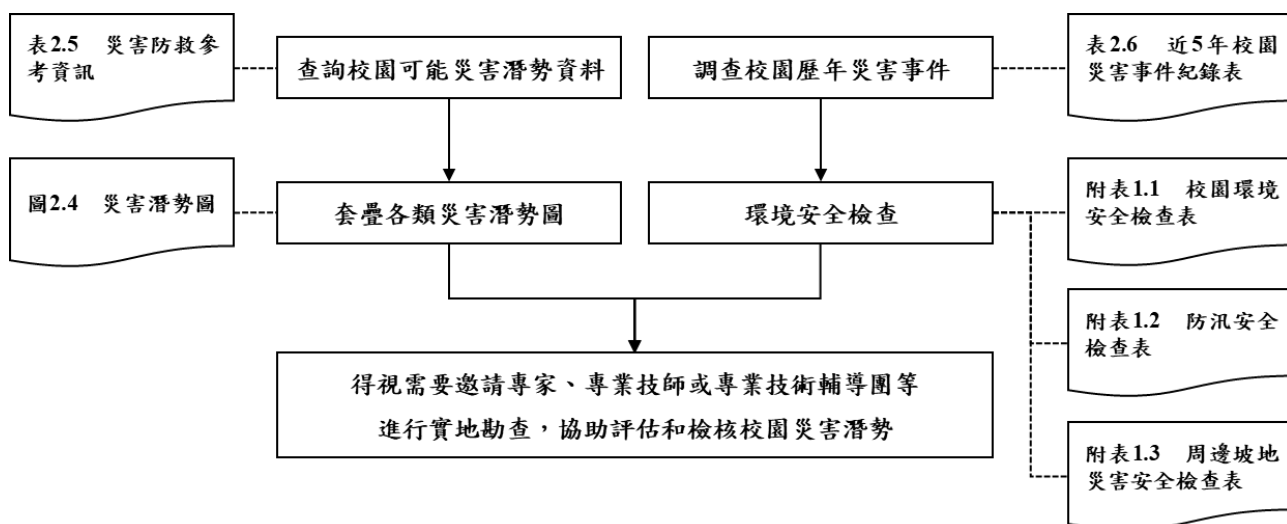 表2.5 災害防救參
考資訊
查詢校園可能災害潛勢資料
調查校園歷年災害事件
表2.6 近5年校園
災害事件紀錄表
圖2.4 災害潛勢圖
套疊各類災害潛勢圖
環境安全檢查
附表1.1 校園環境
安全檢查表
附表1.2 防汛安全
檢查表
得視需要邀請專家、專業技師或專業技術輔導團等
進行實地勘查，協助評估和檢核校園災害潛勢
附表1.3 周邊坡地
災害安全檢查表